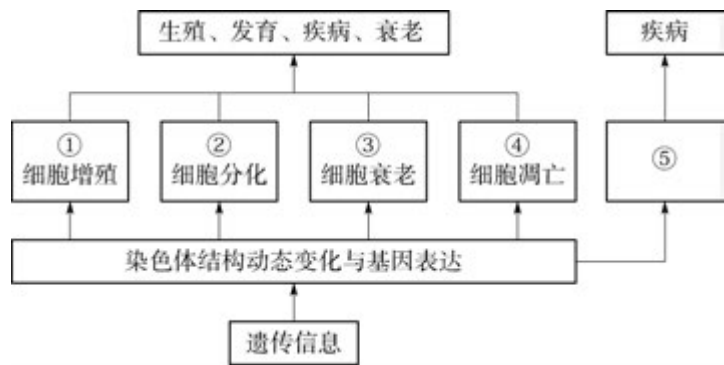 生殖、发育、疾病、衰老
疾病
①
细胞增殖
②
细胞分化
③
细胞衰老
④
细胞凋亡
⑤
染色体结构动态变化与基因表达
遗传信息